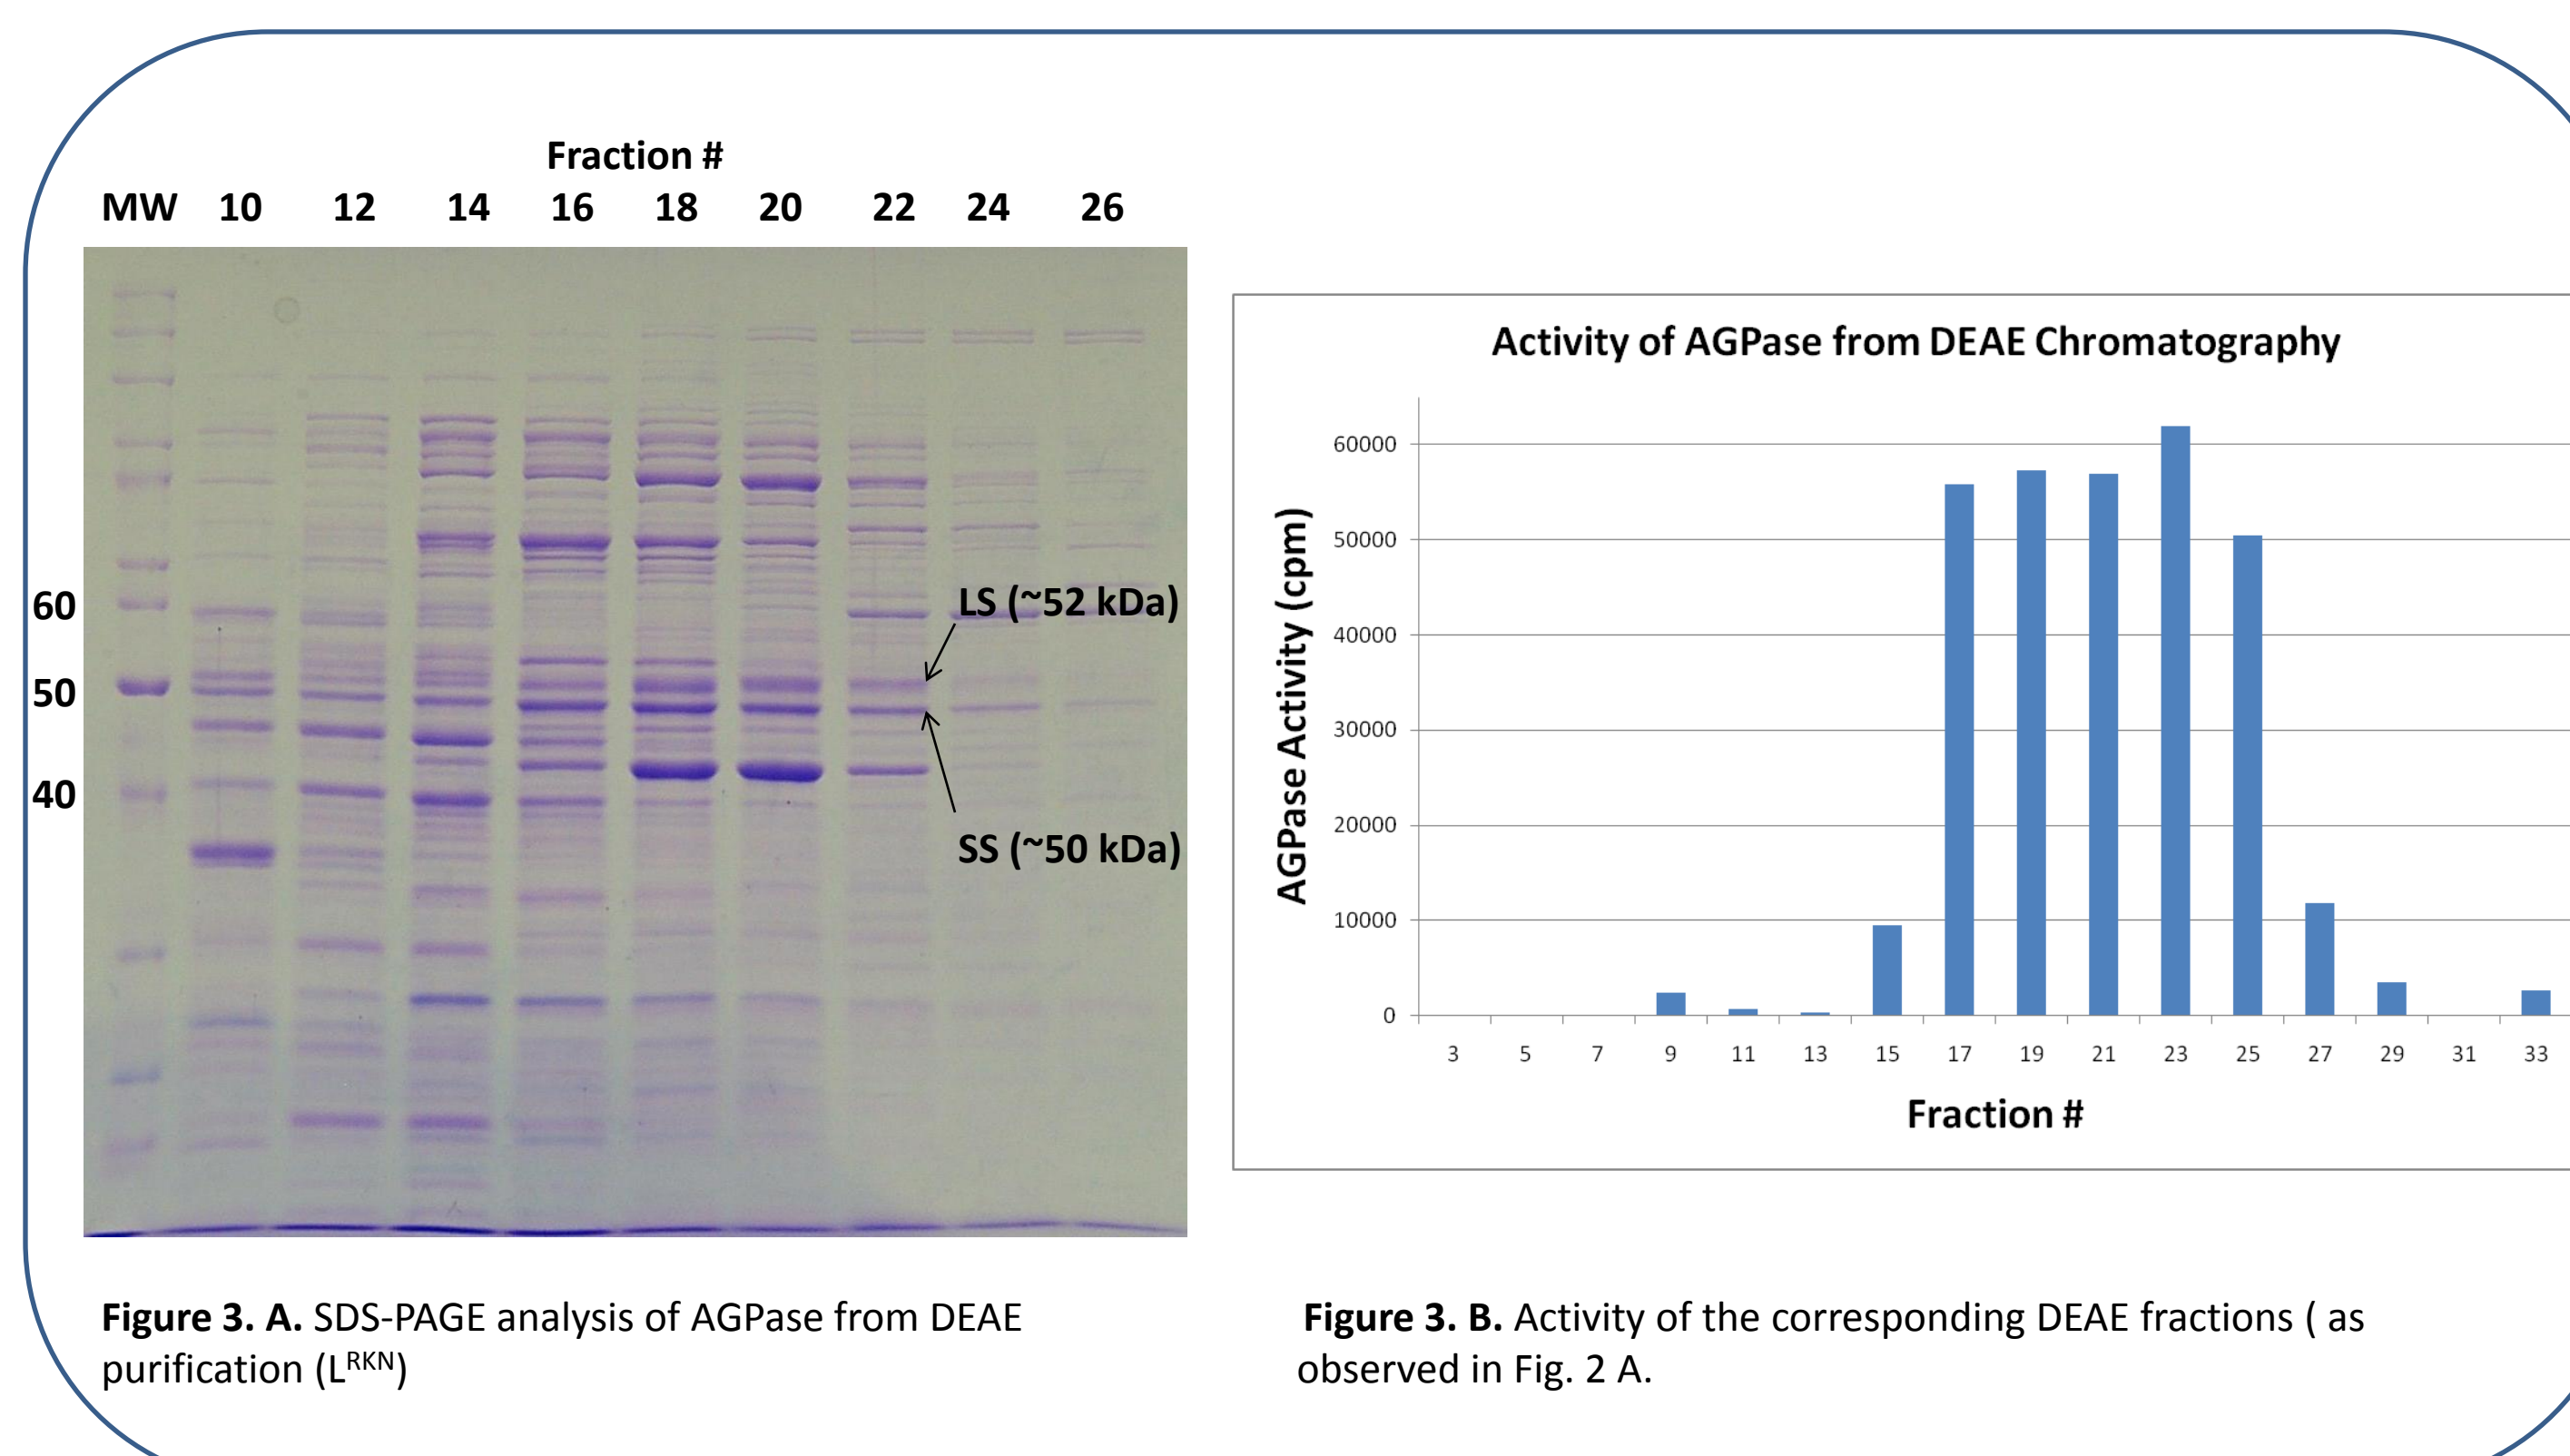 Fraction #
MW 10 12 14 16 18 20 22 24 26
60
50
40
LS (~52 kDa)
SS (~50 kDa)
Figure 3. A. SDS-PAGE analysis of AGPase from DEAE
purification (L^RKN)
Activity of AGPase from DEAE Chromatography
AGPase Activity (cpm)
60000
50000
40000
30000
20000
10000
0
3 5 7 9 11 13 15 17 19 21 23 25 27 29 31 33
Fraction #
Figure 3. B. Activity of the corresponding DEAE fractions ( as
observed in Fig. 2 A.